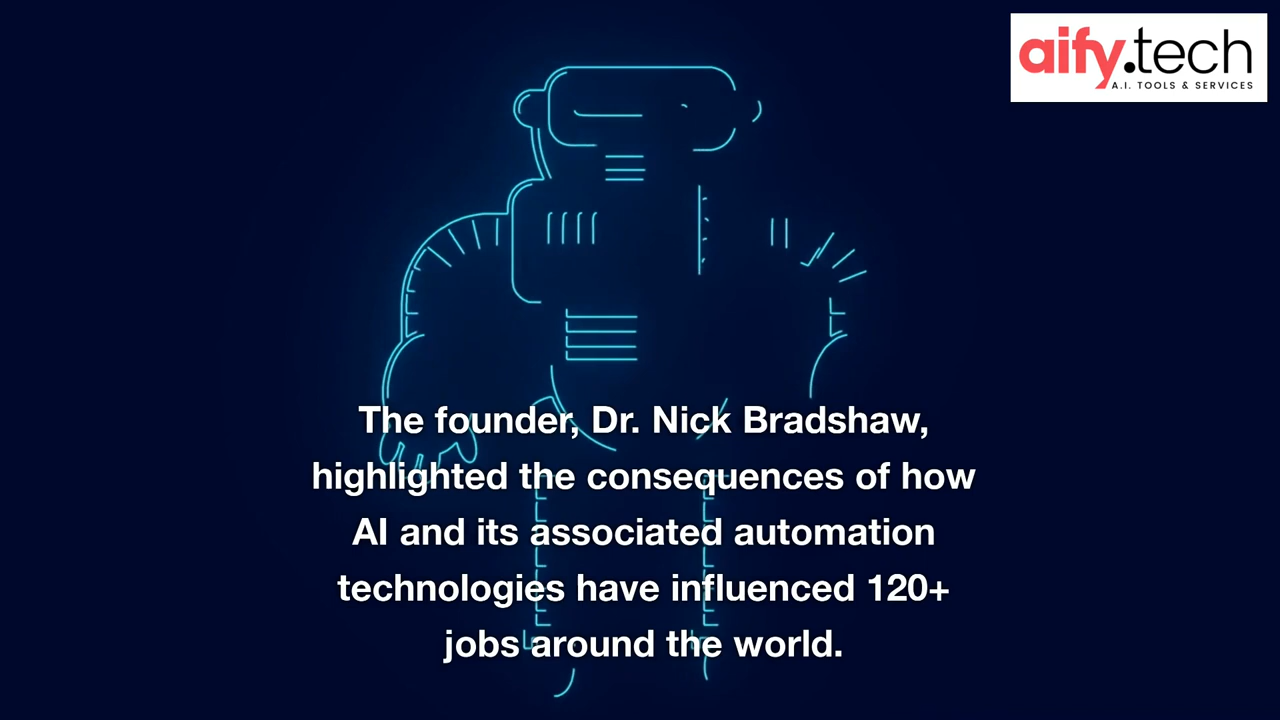 aify.tech
A.I. TOOLS & SERVICES
The founder, Dr. Nick Bradshaw,
highlighted the consequences of how
AI and its associated automation
technologies have influenced 120+
jobs around the world.